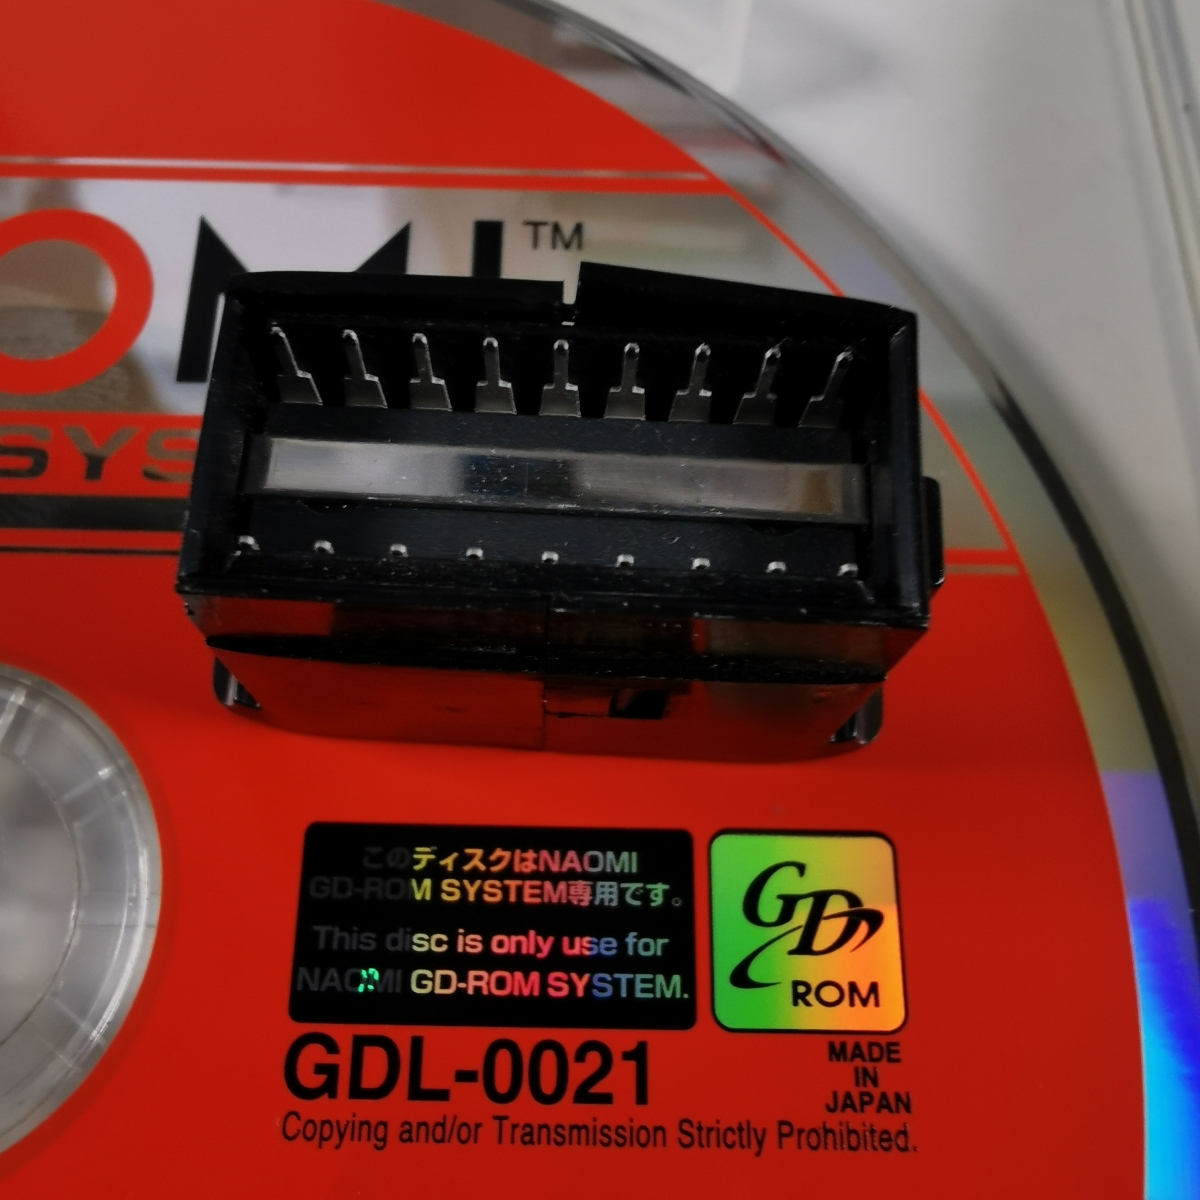 OMI™
SYS
このディスクはNAOMI
GD-ROM SYSTEM専用です。
This disc is only use for
NAOMI GD-ROM SYSTEM.
GD
ROM
GDL-0021
MADE
IN
JAPAN
Copying and/or Transmission Strictly Prohibited.